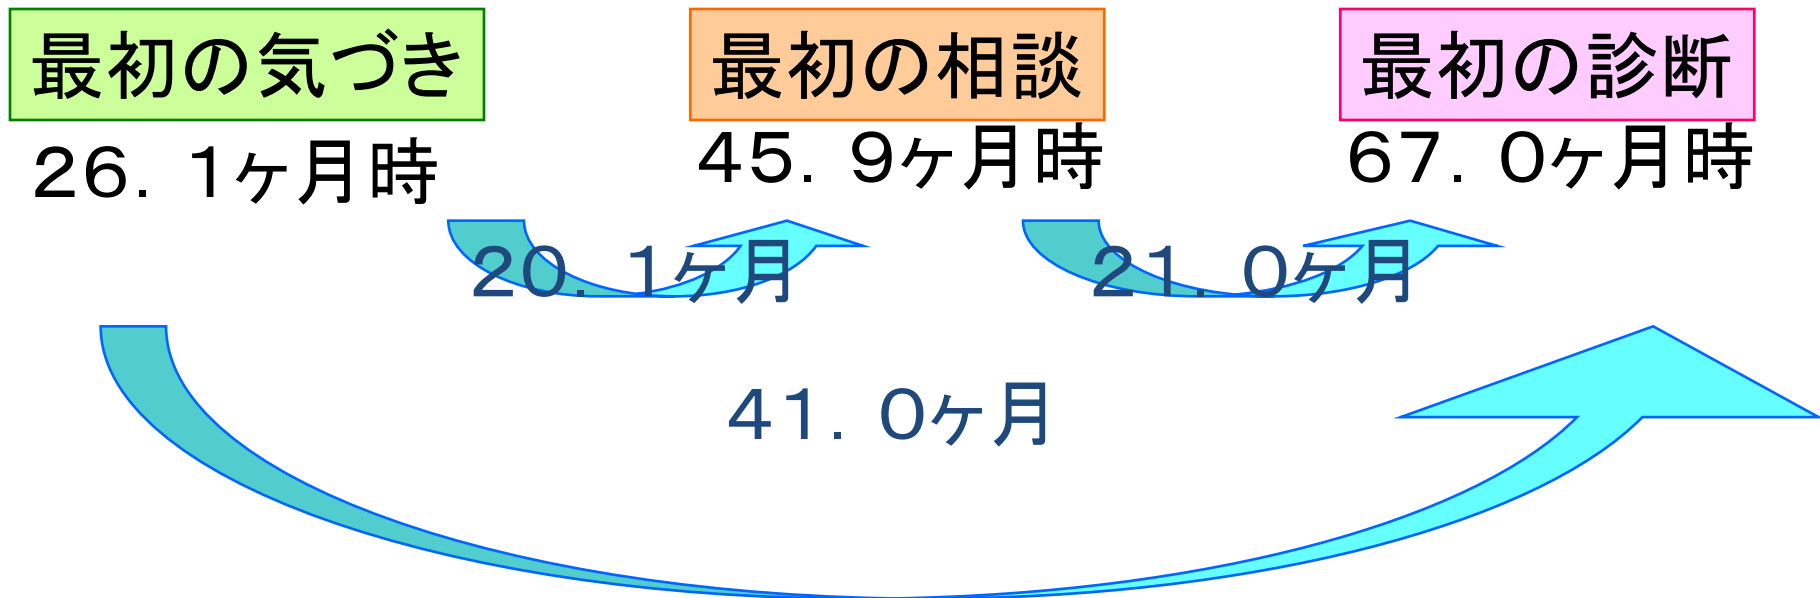 最初の気づき
最初の相談
最初の診断
２６．１ヶ月時
４５．９ヶ月時
６７．０ヶ月時
２０．１ヶ月
２１．０ヶ月
４１．０ヶ月